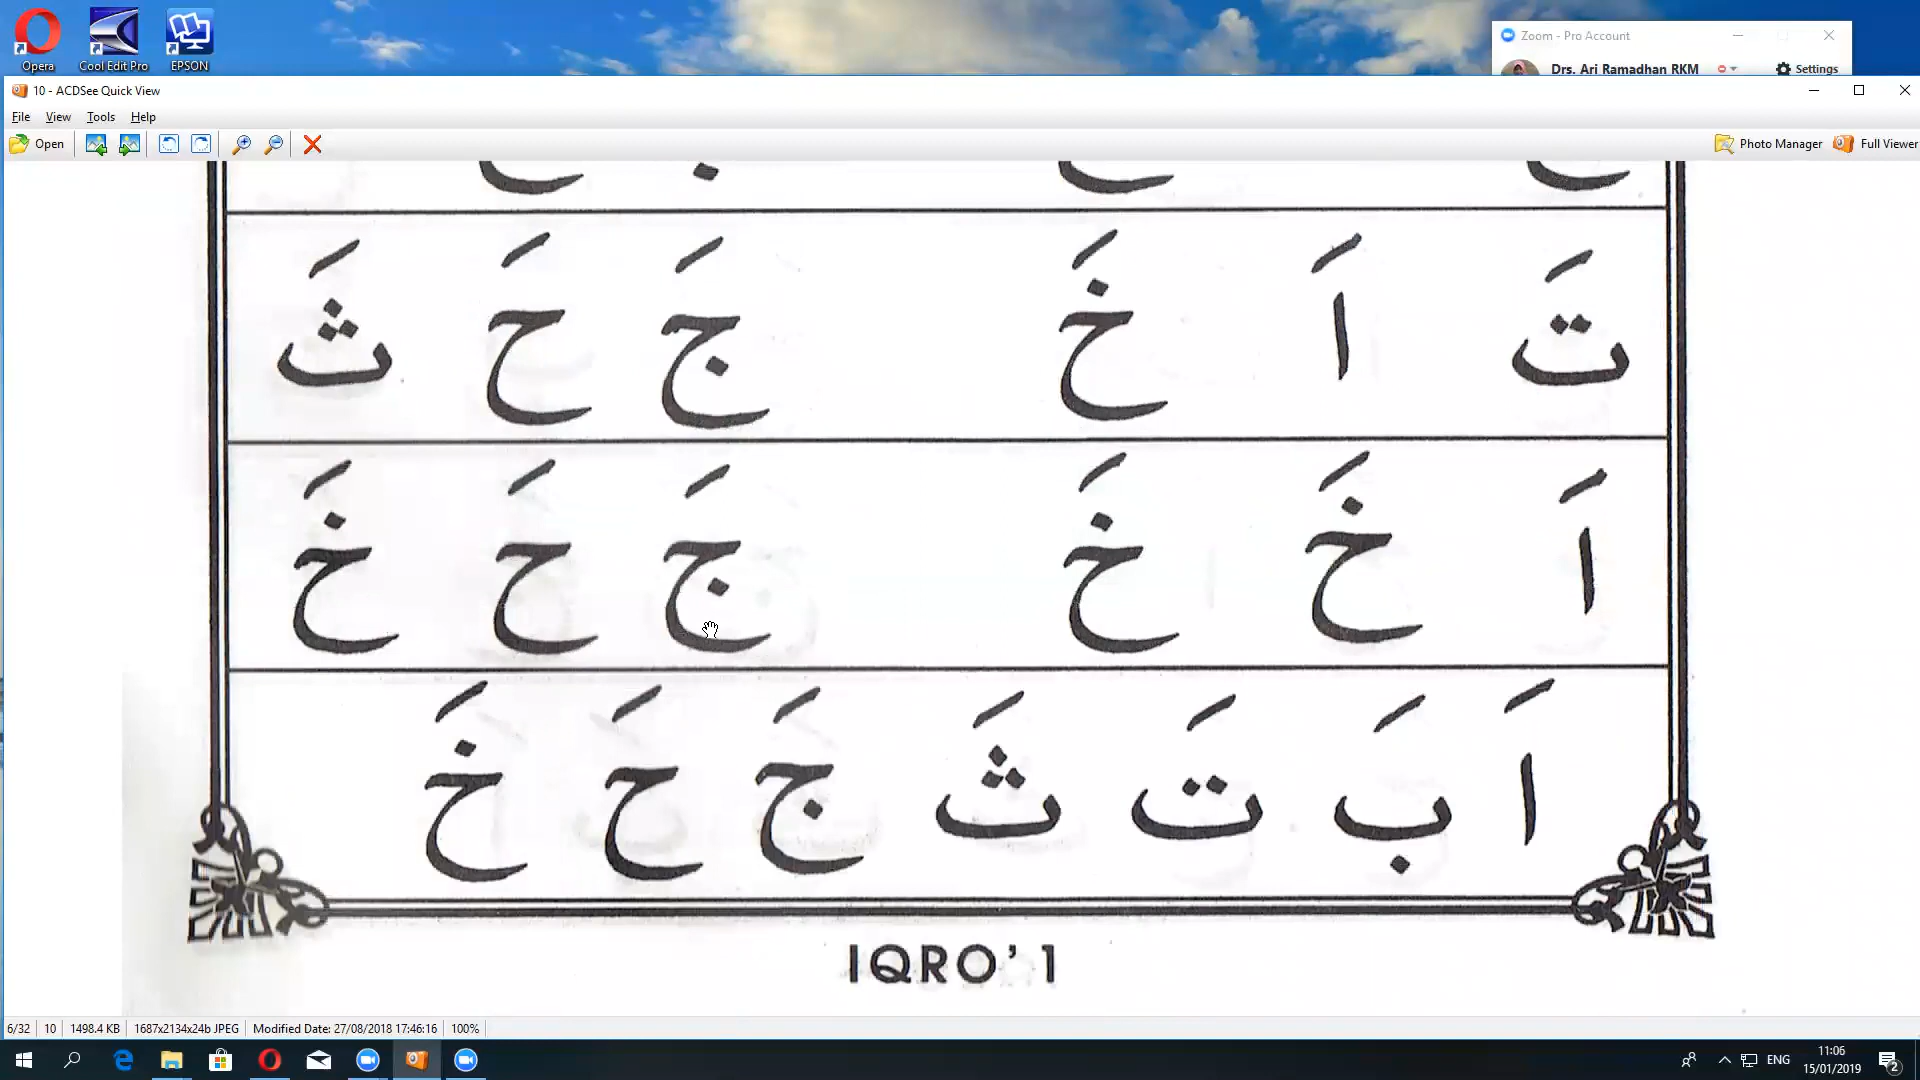 Opera
Cool Edit Pro
EPSON
Zoom - Pro Account
Drs. Ari Ramadhan RKM
Settings
10 - ACDSee Quick View
File View Tools Help
Open
Photo Manager
Full Viewer
تَ اَ خَ جَ حَ ثَ
اَ خَ خَ جَ حَ خَ
اَ بَ تَ ثَ جَ حَ خَ
IQRO' 1
6/32 10 1498.4 KB 1687x2134x24b JPEG Modified Date: 27/08/2018 17:46:16 100%
ENG
11:06
15/01/2019
2